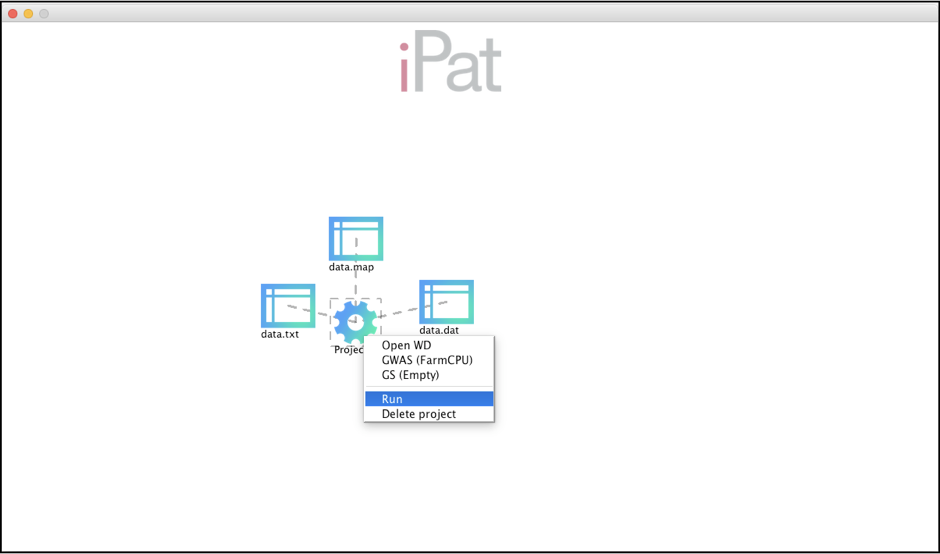 iPat
data.map
data.txt
data.dat
Open WD
GWAS (FarmCPU)
GS (Empty)
Run
Delete project